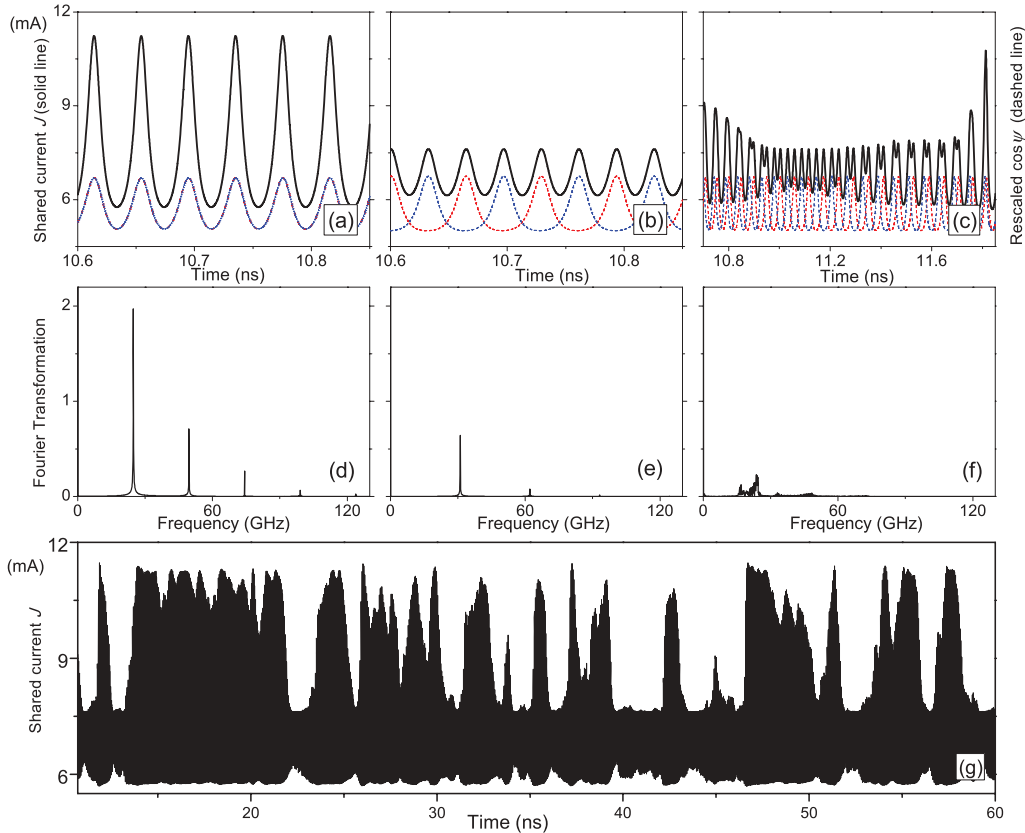 (mA)
12
9
6
Shared current J (solid line)
Rescaled cos ψ (dashed line)
(a)
(b)
(c)
10.6 10.7 10.8
10.6 10.7 10.8
10.8 11.2 11.6
Time (ns)
Time (ns)
Time (ns)
2
1
0
Fourier Transformation
(d)
(e)
(f)
0 60 120
0 60 120
0 60 120
Frequency (GHz)
Frequency (GHz)
Frequency (GHz)
12
(mA)
9
6
Shared current J
(g)
20 30 40 50 60
Time (ns)